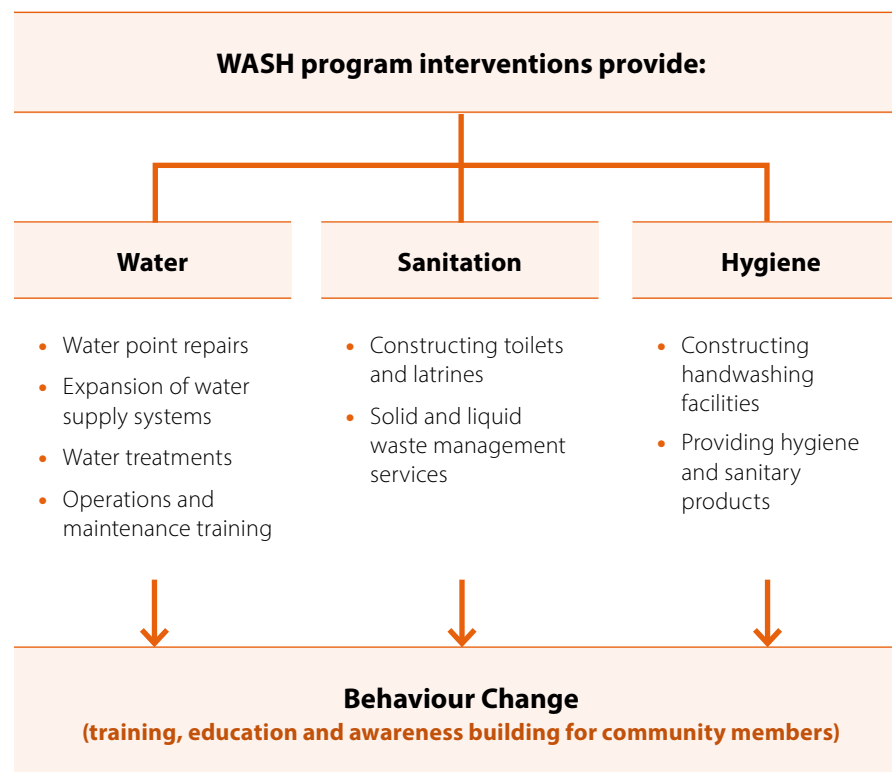 WASH program interventions provide:
Water
• Water point repairs
• Expansion of water
supply systems
• Water treatments
• Operations and
maintenance training
Sanitation
• Constructing toilets
and latrines
• Solid and liquid
waste management
services
Hygiene
• Constructing
handwashing
facilities
• Providing hygiene
and sanitary
products
Behaviour Change
(training, education and awareness building for community members)